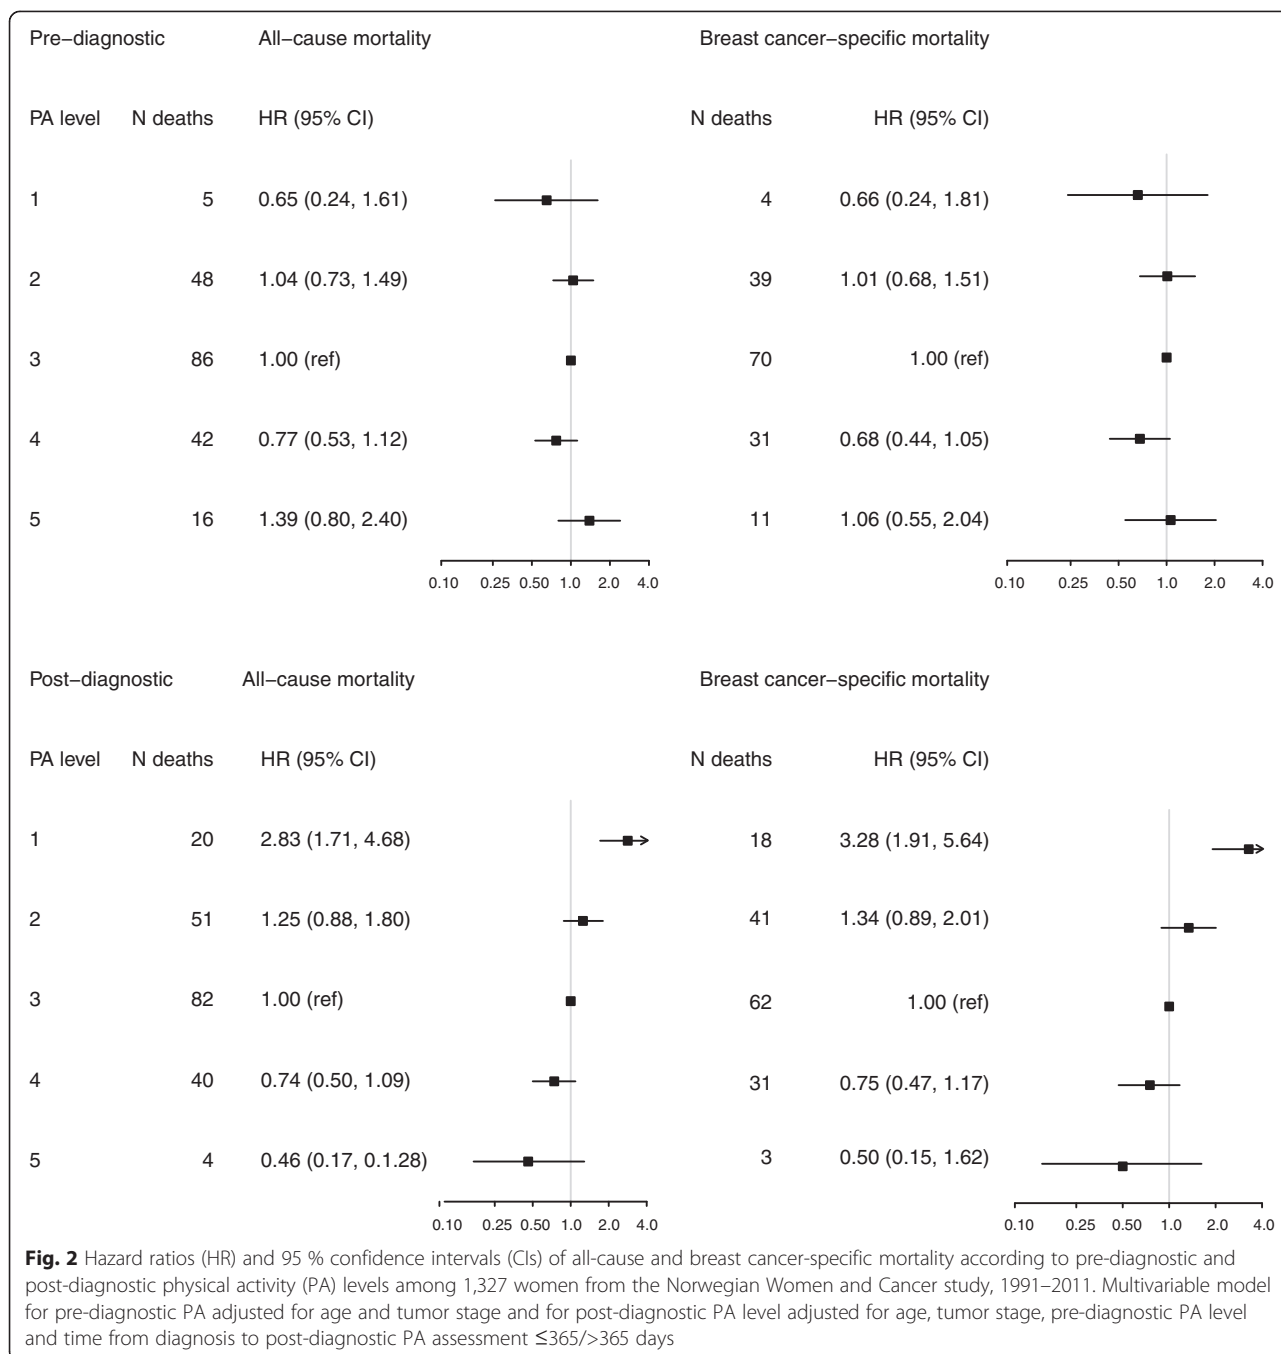 Pre–diagnostic All–cause mortality Breast cancer–specific mortality
PA level N deaths HR (95% CI) N deaths HR (95% CI)
1 5 0.65 (0.24, 1.61) 4 0.66 (0.24, 1.81)
2 48 1.04 (0.73, 1.49) 39 1.01 (0.68, 1.51)
3 86 1.00 (ref) 70 1.00 (ref)
4 42 0.77 (0.53, 1.12) 31 0.68 (0.44, 1.05)
5 16 1.39 (0.80, 2.40) 11 1.06 (0.55, 2.04)
0.10 0.25 0.50 1.0 2.0 4.0 0.10 0.25 0.50 1.0 2.0 4.0
Post–diagnostic All–cause mortality Breast cancer–specific mortality
PA level N deaths HR (95% CI) N deaths HR (95% CI)
1 20 2.83 (1.71, 4.68) 18 3.28 (1.91, 5.64)
2 51 1.25 (0.88, 1.80) 41 1.34 (0.89, 2.01)
3 82 1.00 (ref) 62 1.00 (ref)
4 40 0.74 (0.50, 1.09) 31 0.75 (0.47, 1.17)
5 4 0.46 (0.17, 0.1.28) 3 0.50 (0.15, 1.62)
0.10 0.25 0.50 1.0 2.0 4.0 0.10 0.25 0.50 1.0 2.0 4.0
Fig. 2 Hazard ratios (HR) and 95 % confidence intervals (CIs) of all-cause and breast cancer-specific mortality according to pre-diagnostic and
post-diagnostic physical activity (PA) levels among 1,327 women from the Norwegian Women and Cancer study, 1991–2011. Multivariable model
for pre-diagnostic PA adjusted for age and tumor stage and for post-diagnostic PA level adjusted for age, tumor stage, pre-diagnostic PA level
and time from diagnosis to post-diagnostic PA assessment ≤365/>365 days